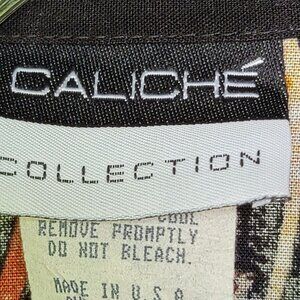 CALICHÉ
COLLECTION
COOL
REMOVE PROMPTLY
DO NOT BLEACH.
MADE IN U.S.A